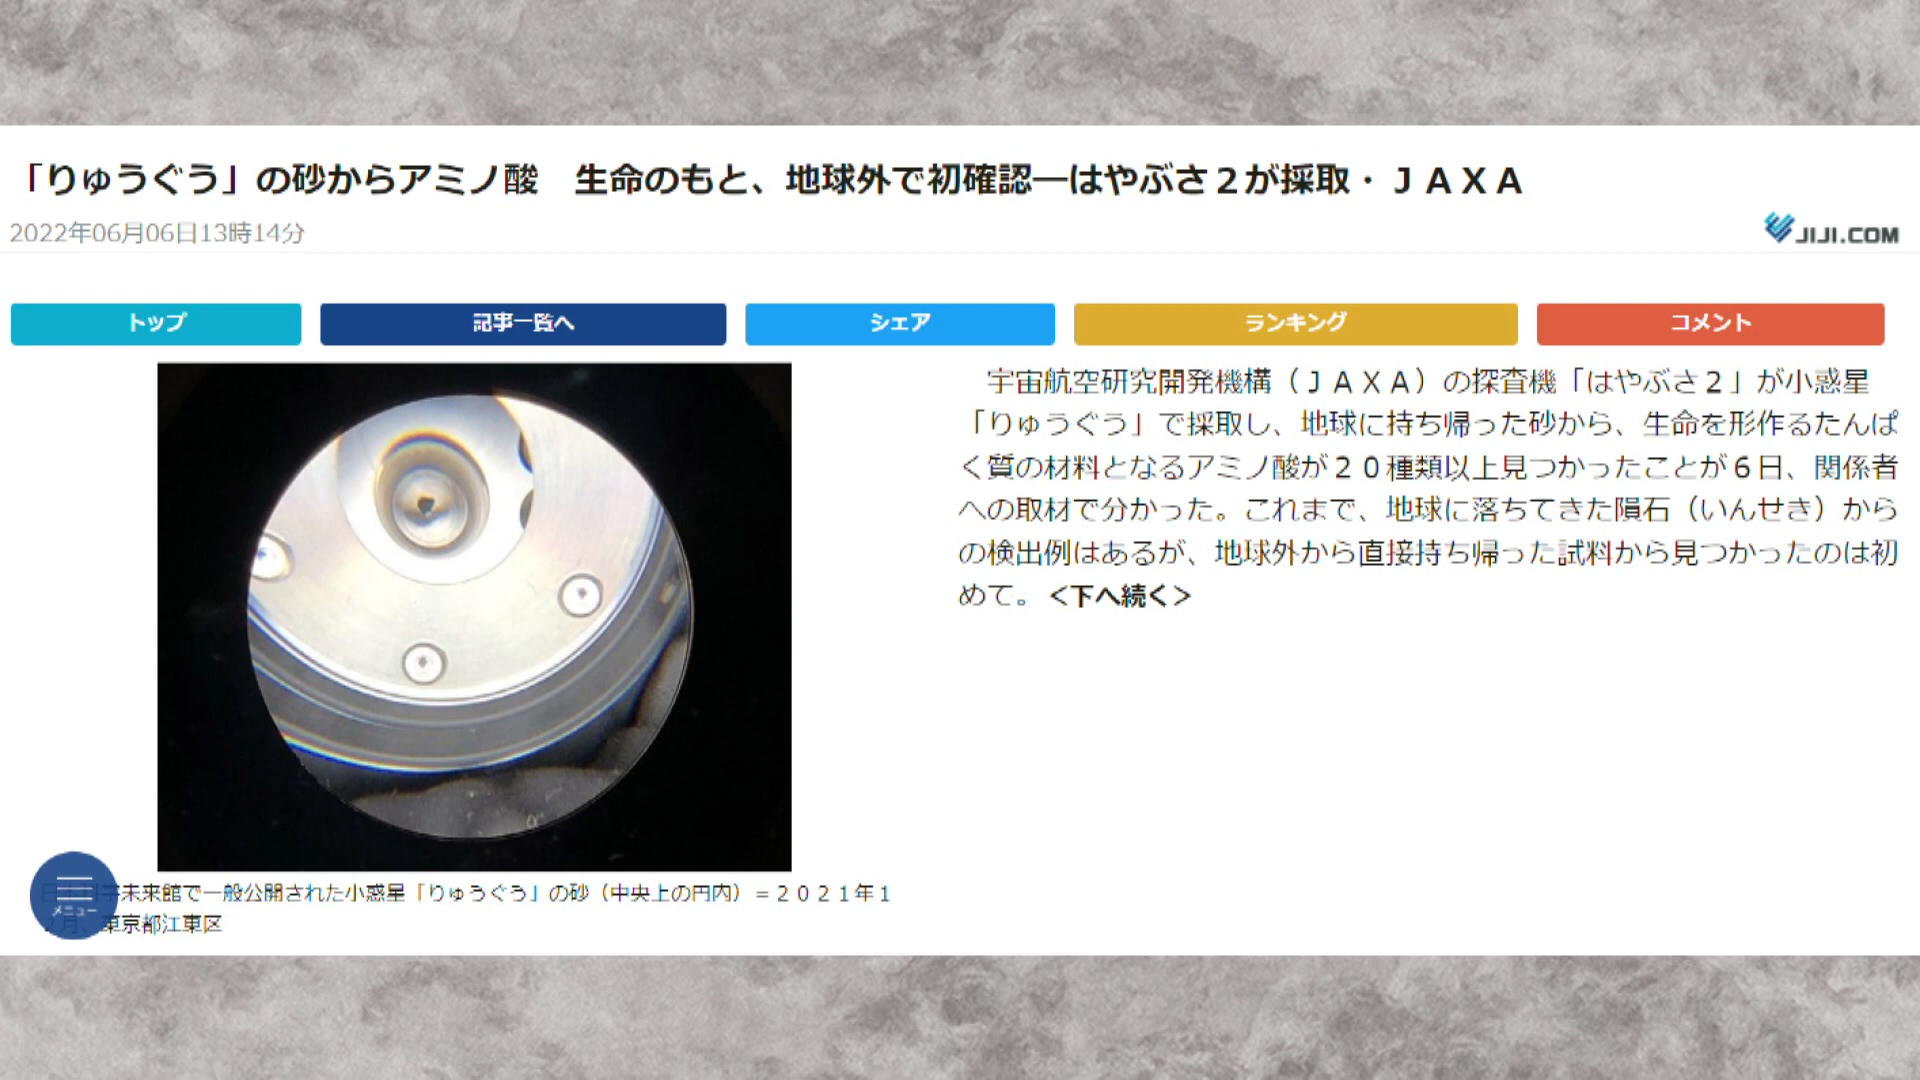 「りゅうぐう」の砂からアミノ酸　生命のもと、地球外で初確認―はやぶさ２が採取・ＪＡＸＡ
2022年06月06日13時14分
JIJI.COM
トップ
記事一覧へ
シェア
ランキング
コメント
宇宙航空研究開発機構（ＪＡＸＡ）の探査機「はやぶさ２」が小惑星
「りゅうぐう」で採取し、地球に持ち帰った砂から、生命を形作るたんぱ
く質の材料となるアミノ酸が２０種類以上見つかったことが６日、関係者
への取材で分かった。これまで、地球に落ちてきた隕石（いんせき）から
の検出例はあるが、地球外から直接持ち帰った試料から見つかったのは初
めて。＜下へ続く＞
未来館で一般公開された小惑星「りゅうぐう」の砂（中央上の円内）＝２０２１年１
月、東京都江東区
メニュー